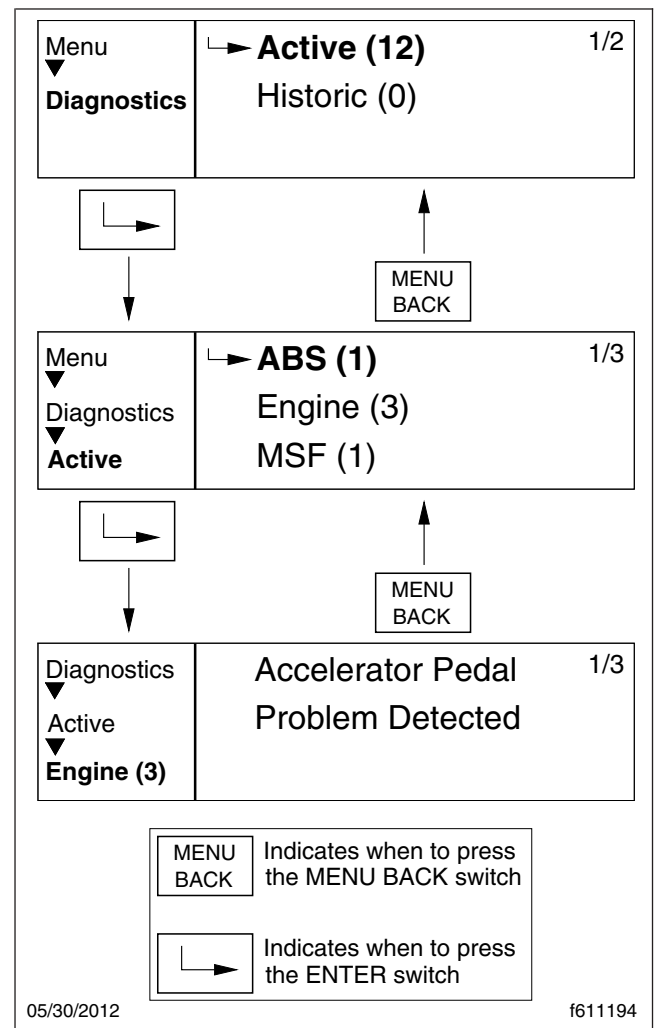 Menu
Diagnostics
Active (12)
Historic (0)
1/2
MENU
BACK
Menu
Diagnostics
Active
ABS (1)
Engine (3)
MSF (1)
1/3
MENU
BACK
Diagnostics
Active
Engine (3)
Accelerator Pedal
Problem Detected
1/3
MENU
BACK
Indicates when to press
the MENU BACK switch
Indicates when to press
the ENTER switch
05/30/2012
f611194